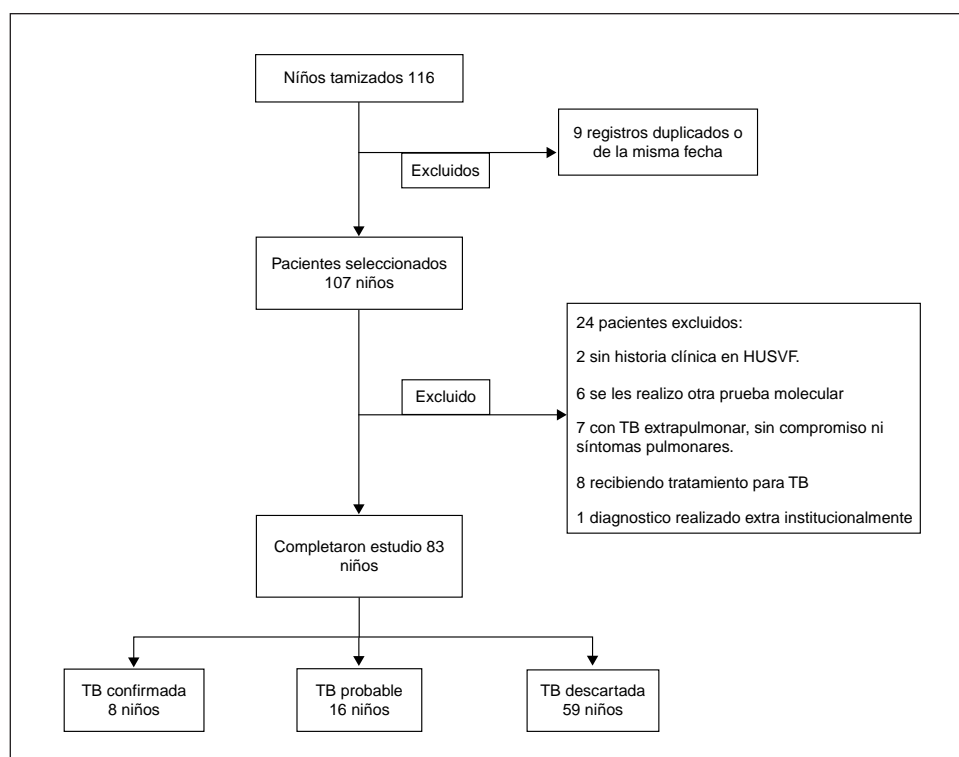 Níños tamizados 116
9 registros duplicados o
de la misma fecha
Excluidos
Pacientes seleccionados
107 niños
24 pacientes excluidos:
2 sin historia clínica en HUSVF.
6 se les realizo otra prueba molecular
7 con TB extrapulmonar, sin compromiso ni
síntomas pulmonares.
8 recibiendo tratamiento para TB
1 diagnostico realizado extra institucionalmente
Excluido
Completaron estudio 83
niños
TB confirmada
8 niños
TB probable
16 niños
TB descartada
59 niños